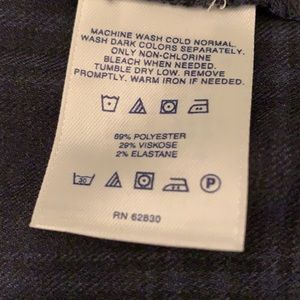 MACHINE WASH COLD NORMAL.
WASH DARK COLORS SEPARATELY.
ONLY NON-CHLORINE
BLEACH WHEN NEEDED.
TUMBLE DRY LOW. REMOVE
PROMPTLY. WARM IRON IF NEEDED.
69% POLYESTER
29% VISKOSE
2% ELASTANE
30
P
RN 62830